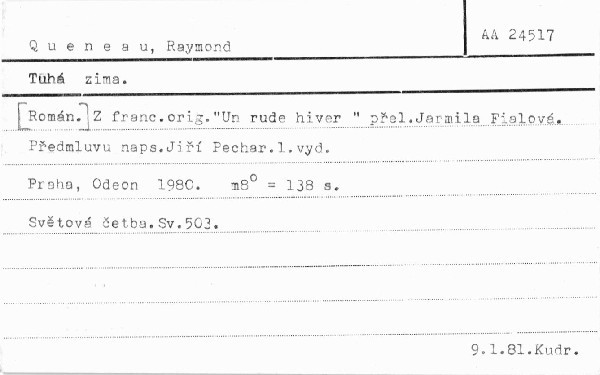 AA 24517
Q u e n e a u, Raymond
Tuhá zima.
[Román.] Z franc.orig."Un rude hiver " přel.Jarmila Fialová.
Předmluvu naps.Jiří Pechar.1.vyd.
Praha, Odeon 1980. m8° = 138 s.
Světová četba.Sv.503.
9.1.81.Kudr.